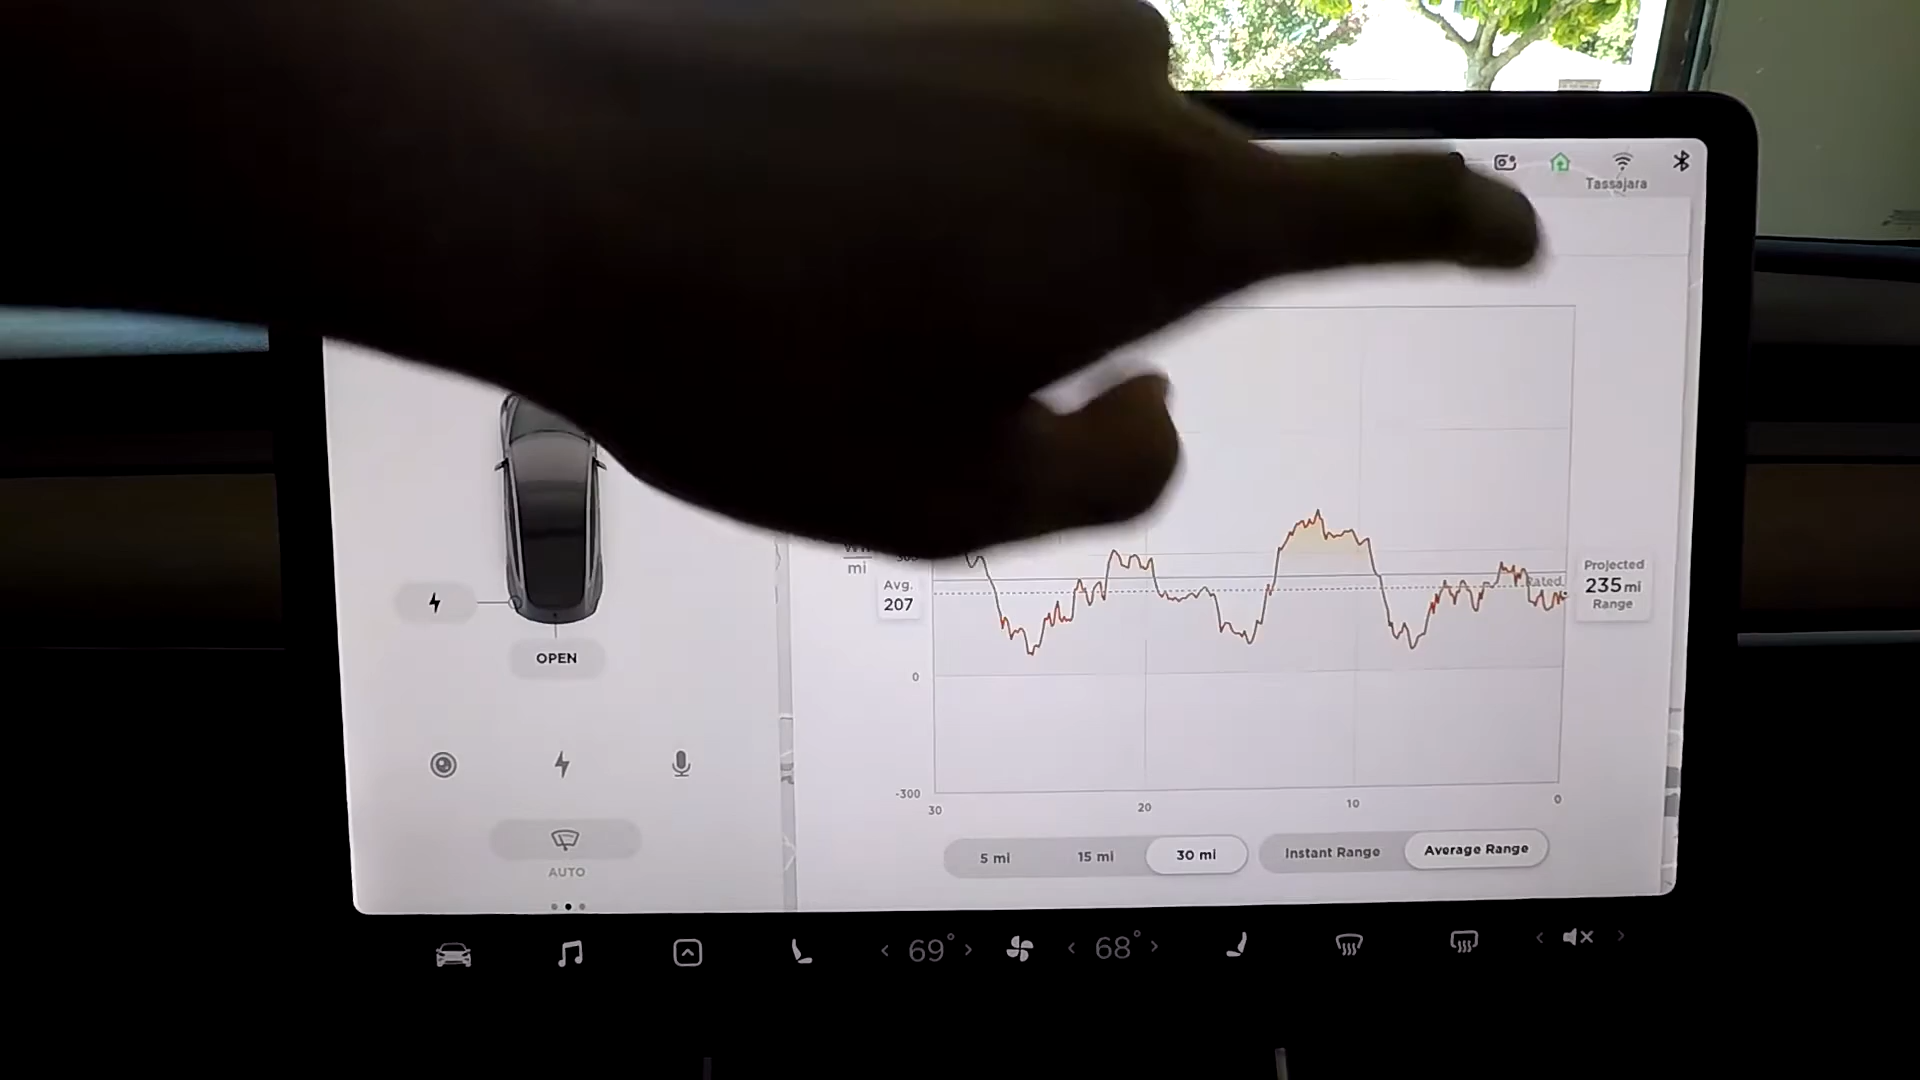 Tassajara
mi
Avg.
207
Rated
Projected
235 mi
Range
OPEN
0
-300
30
20
10
0
5 mi
15 mi
30 mi
Instant Range
Average Range
AUTO
69°
68°